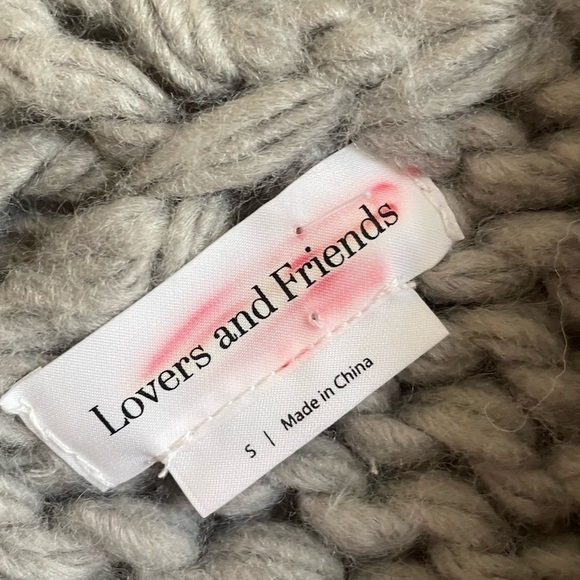 Lovers and Friends
S | Made in China